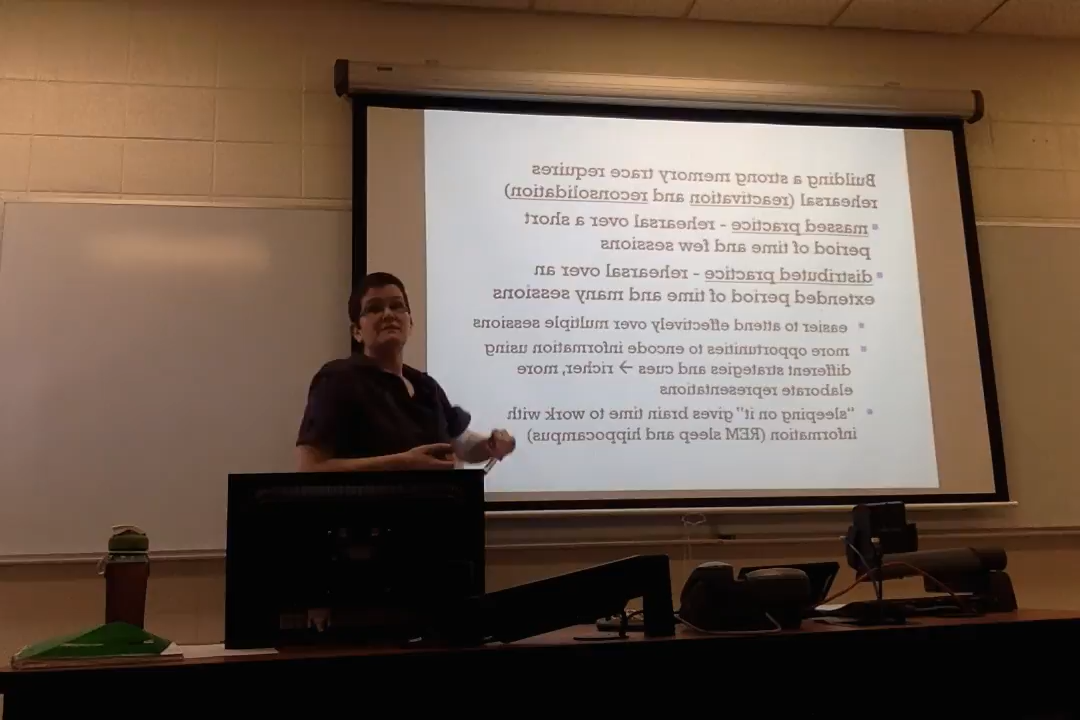 Building a strong memory trace requires
rehearsal (reactivation and reconsolidation)
▪ massed practice - rehearsal over a short
period of time and few sessions
▪ distributed practice - rehearsal over an
extended period of time and many sessions
▪ easier to attend effectively over multiple sessions
▪ more opportunities to encode information using
different strategies and cues → richer, more
elaborate representations
▪ "sleeping on it" gives brain time to work with
information (REM sleep and hippocampus)